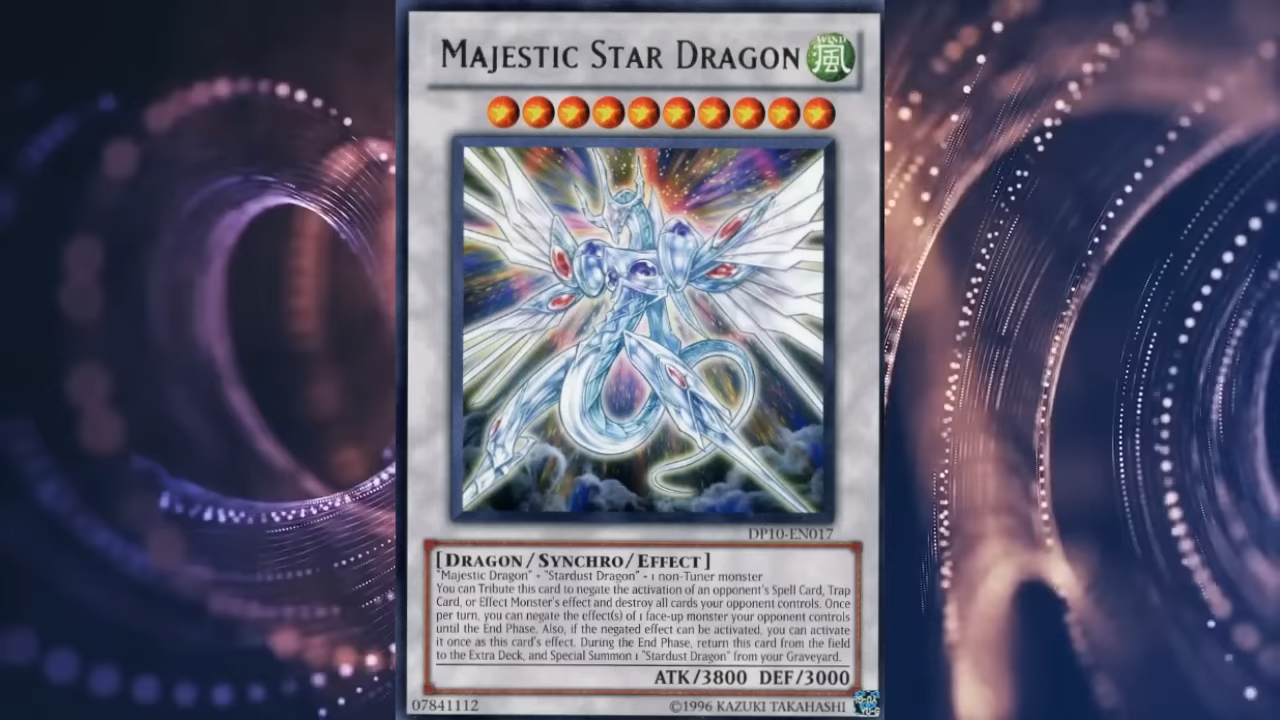 MAJESTIC STAR DRAGON
WIND
風
DP10-EN017
[DRAGON/SYNCHRO/EFFECT]
"Majestic Dragon" + "Stardust Dragon" + 1 non-Tuner monster
You can Tribute this card to negate the activation of an opponent's Spell Card, Trap
Card, or Effect Monster's effect and destroy all cards your opponent controls. Once
per turn, you can negate the effect(s) of 1 face-up monster your opponent controls
until the End Phase. Also, if the negated effect can be activated, you can activate
it once as this card's effect. During the End Phase, return this card from the field
to the Extra Deck, and Special Summon 1 "Stardust Dragon" from your Graveyard.
ATK/3800 DEF/3000
07841112
©1996 KAZUKI TAKAHASHI